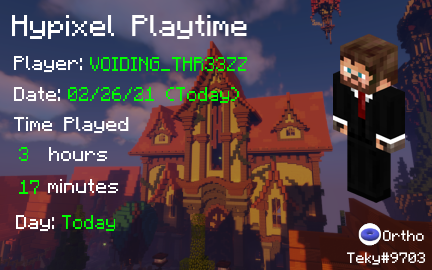 Hypixel Playtime
Player: VOIDING_THR33ZZ
Date: 02/26/21 (Today)
Time Played
3 hours
17 minutes
Day: Today
Ortho
Teky#9703